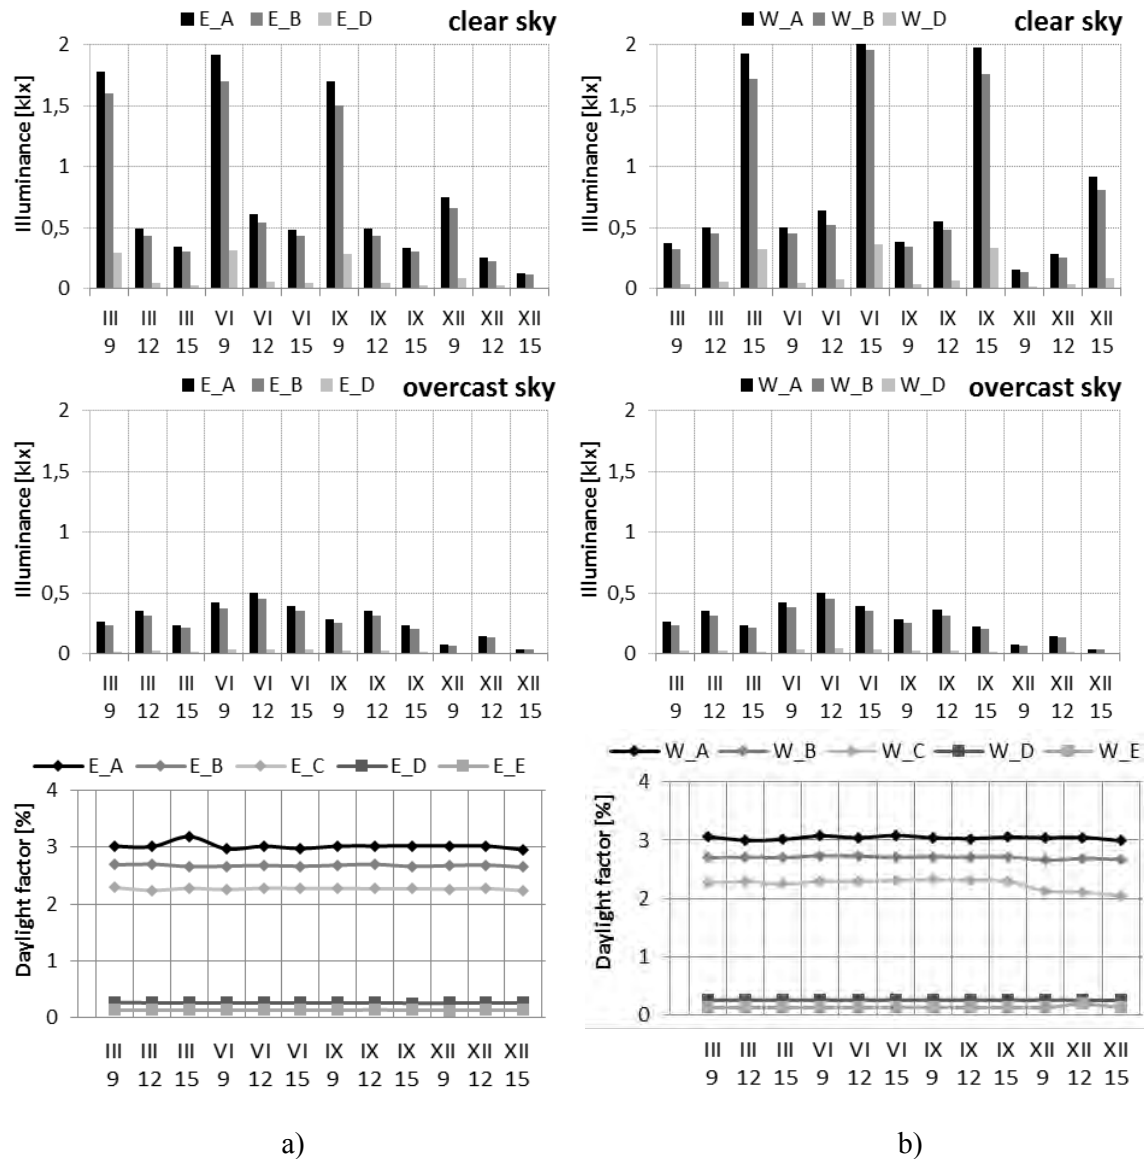 E_A E_B E_D clear sky
Illuminance [klx]
2
1,5
1
0,5
0
III III III VI VI VI IX IX IX XII XII XII
9 12 15 9 12 15 9 12 15 9 12 15
W_A W_B W_D clear sky
Illuminance [klx]
2
1,5
1
0,5
0
III III III VI VI VI IX IX IX XII XII XII
9 12 15 9 12 15 9 12 15 9 12 15
E_A E_B E_D overcast sky
Illuminance [klx]
2
1,5
1
0,5
0
III III III VI VI VI IX IX IX XII XII XII
9 12 15 9 12 15 9 12 15 9 12 15
W_A W_B W_D overcast sky
Illuminance [klx]
2
1,5
1
0,5
0
III III III VI VI VI IX IX IX XII XII XII
9 12 15 9 12 15 9 12 15 9 12 15
E_A E_B E_C E_D E_E
Daylight factor [%]
4
3
2
1
0
III III III VI VI VI IX IX IX XII XII XII
9 12 15 9 12 15 9 12 15 9 12 15
W_A W_B W_C W_D W_E
Daylight factor [%]
4
3
2
1
0
III III III VI VI VI IX IX IX XII XII XII
9 12 15 9 12 15 9 12 15 9 12 15
a) b)